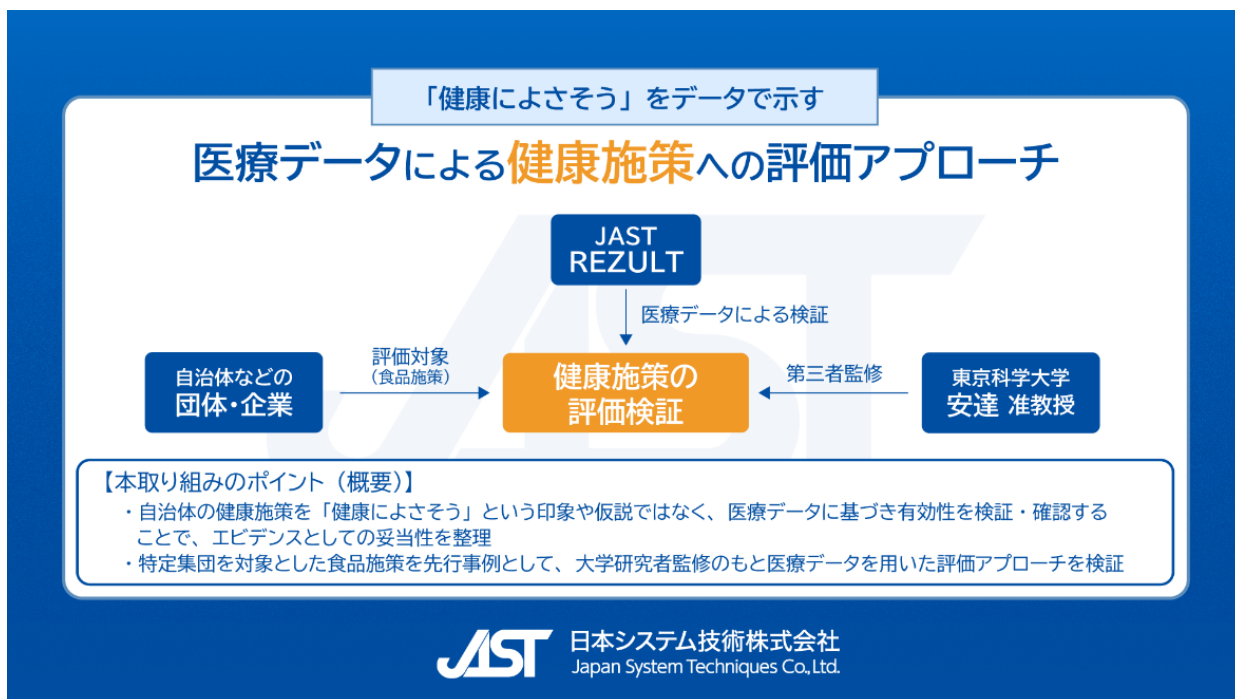 「健康によさそう」をデータで示す
医療データによる健康施策への評価アプローチ
JAST
REZULT
医療データによる検証
自治体などの
団体・企業
評価対象
(食品施策)
健康施策の
評価検証
第三者監修
東京科学大学
安達 准教授
【本取り組みのポイント（概要）】
・自治体の健康施策を「健康によさそう」という印象や仮説ではなく、医療データに基づき有効性を検証・確認する
ことで、エビデンスとしての妥当性を整理
・特定集団を対象とした食品施策を先行事例として、大学研究者監修のもと医療データを用いた評価アプローチを検証
JAST 日本システム技術株式会社
Japan System Techniques Co., Ltd.